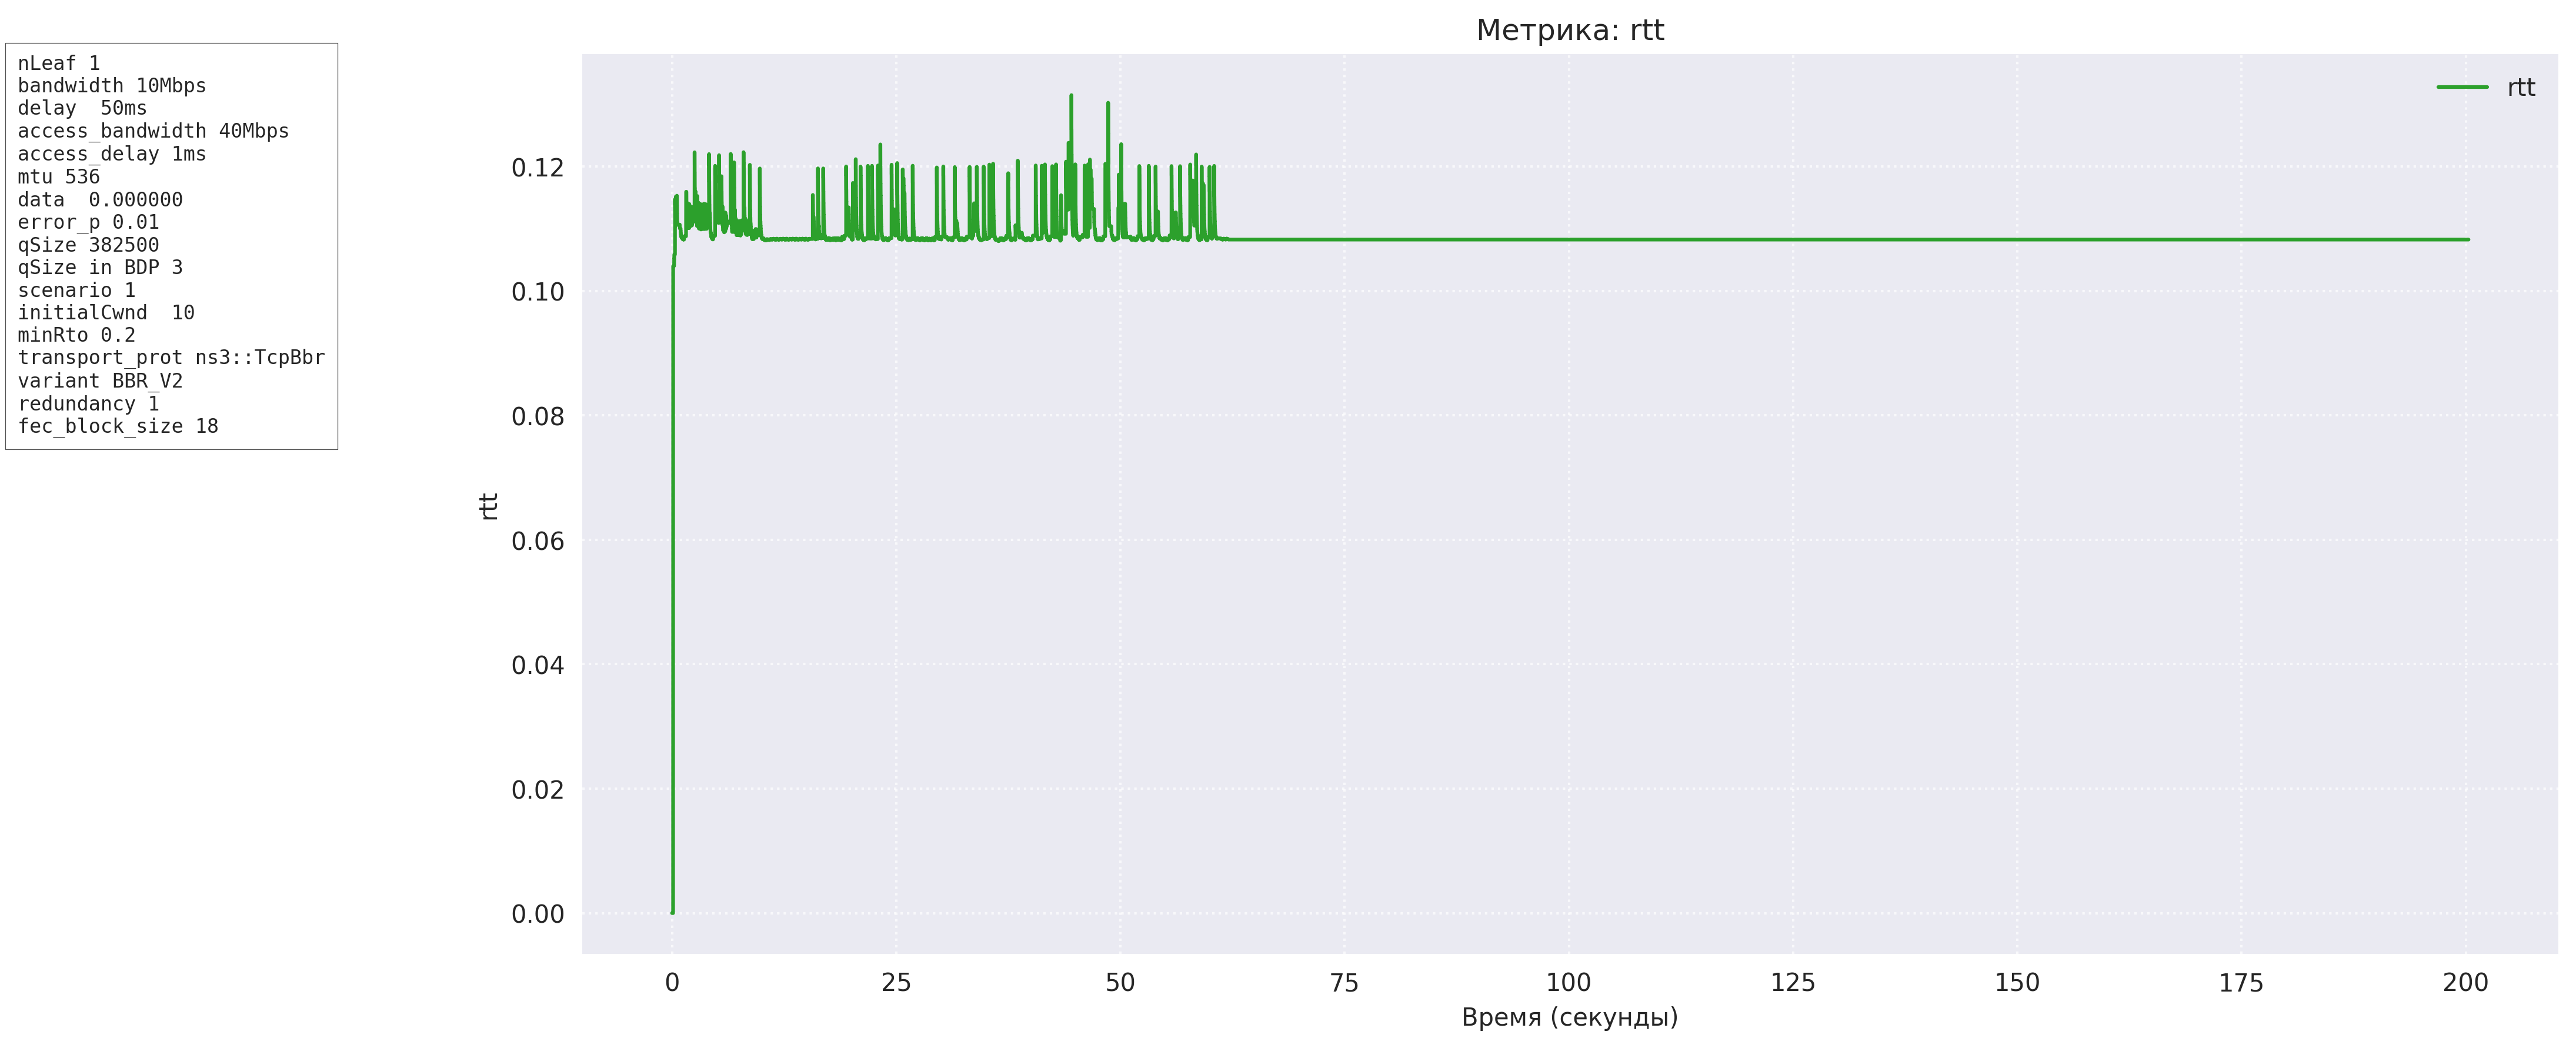 Метрика: rtt
nLeaf 1
bandwidth 10Mbps
delay  50ms
access_bandwidth 40Mbps
access_delay 1ms
mtu 536
data  0.000000
error_p 0.01
qSize 382500
qSize in BDP 3
scenario 1
initialCwnd  10
minRto 0.2
transport_prot ns3::TcpBbr
variant BBR_V2
redundancy 1
fec_block_size 18
rtt
rtt
0.12
0.10
0.08
0.06
0.04
0.02
0.00
0 25 50 75 100 125 150 175 200
Время (секунды)